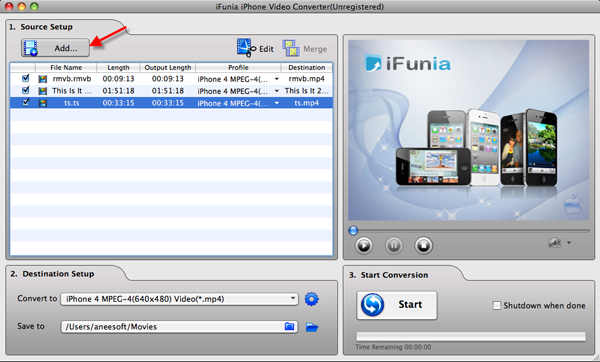 iFunia iPhone Video Converter(Unregistered)
1. Source Setup
Add...
Edit
Merge
File Name Length Output Length Profile Destination
rmvb.rmvb 00:09:13 00:09:13 iPhone 4 MPEG-4(... rmvb.mp4
This Is It ... 01:51:18 01:51:18 iPhone 4 MPEG-4(... This Is It 2...
ts.ts 00:33:15 00:33:15 iPhone 4 MPEG-4(... ts.mp4
iFunia
2. Destination Setup
Convert to iPhone 4 MPEG-4(640x480) Video(*.mp4)
Save to /Users/aneesoft/Movies
3. Start Conversion
Start
Shutdown when done
Time Remaining 00:00:00